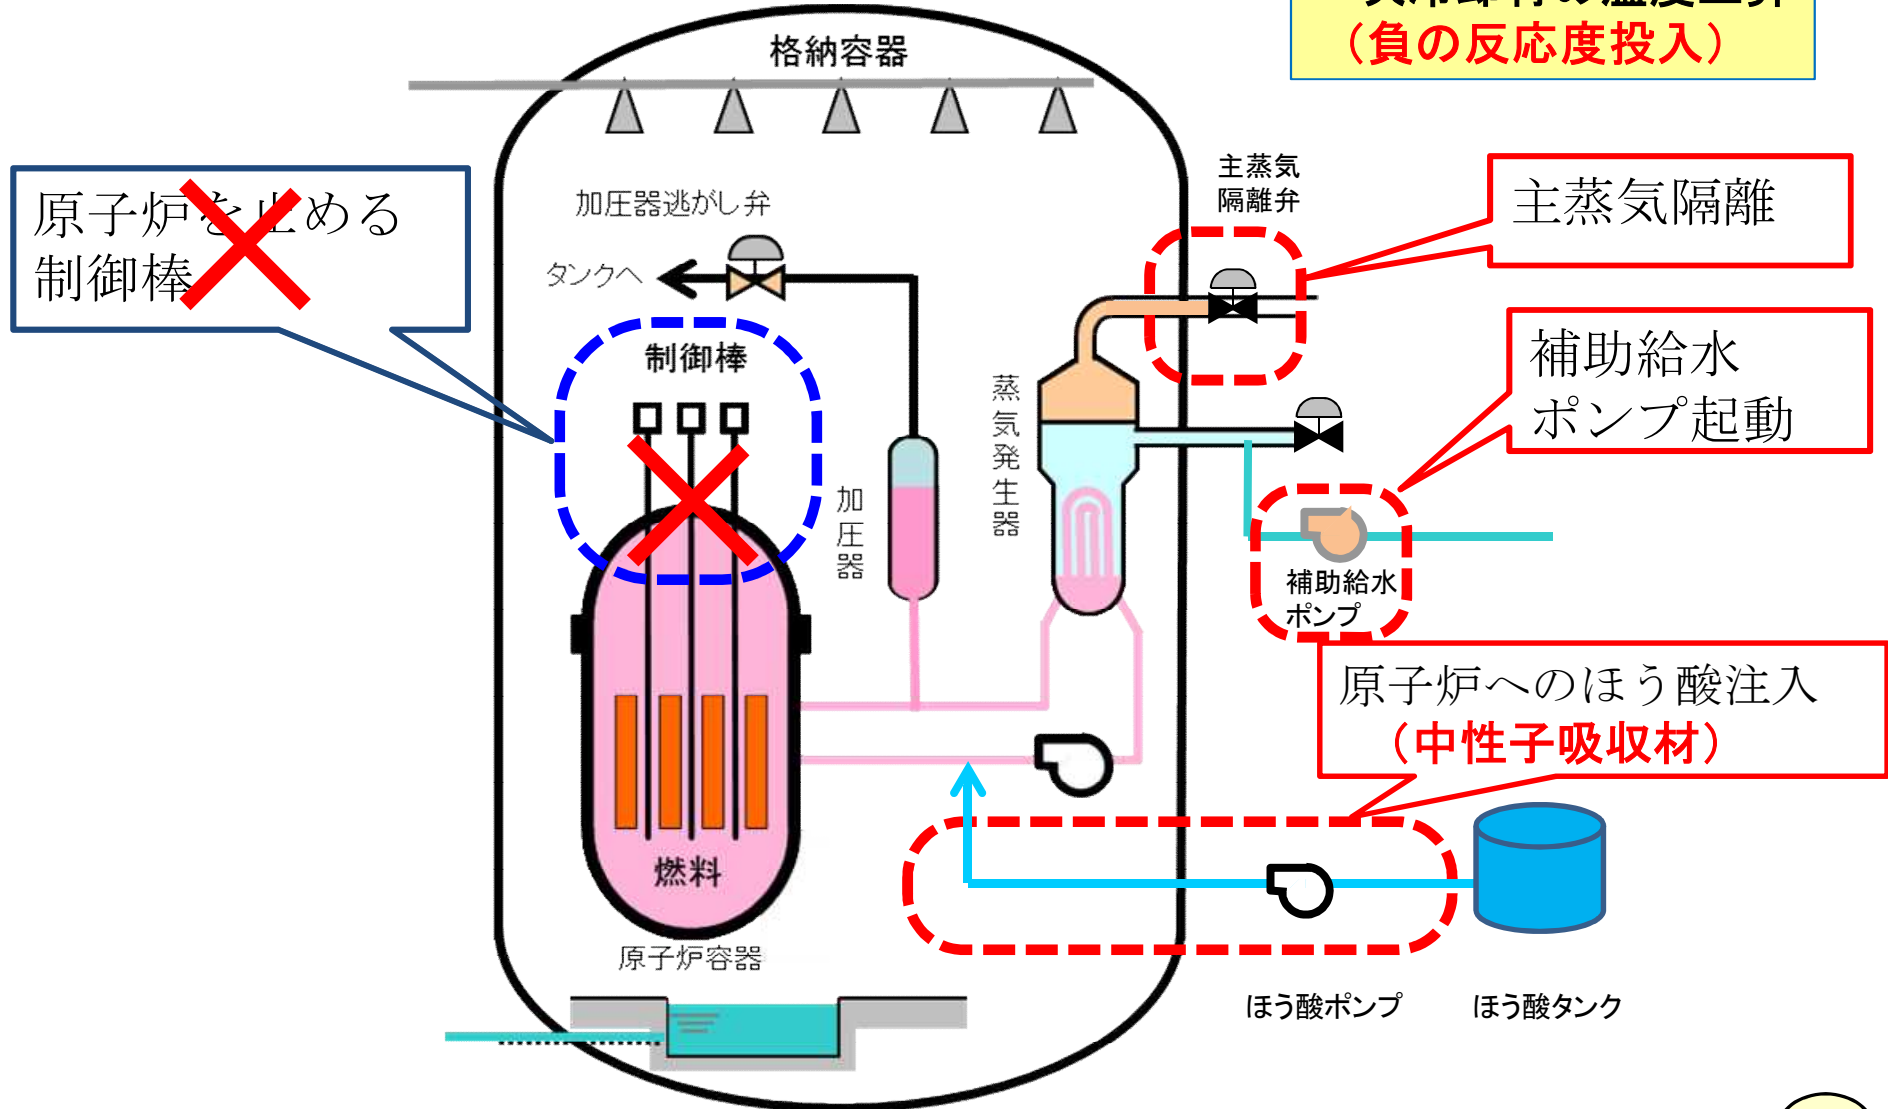 （負の反応度投入）
格納容器
主蒸気
隔離弁
主蒸気隔離
原子炉を止める
制御棒
加圧器逃がし弁
タンクへ
制御棒
補助給水
ポンプ起動
蒸気発生器
加圧器
補助給水
ポンプ
原子炉へのほう酸注入
（中性子吸収材）
燃料
原子炉容器
ほう酸ポンプ
ほう酸タンク